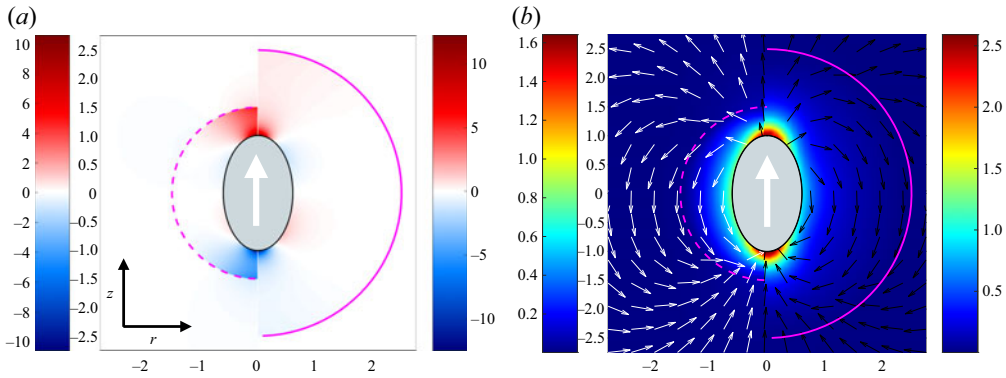 (a) (b)
10 2.5 10 1.6 2.5 2.5
8 2.0 1.4 2.0
6 1.5 1.5 2.0
4 1.0 5 1.2 1.0
2 0.5 1.0 0.5 1.5
0 0 0 0.8 0
–2 –0.5 –0.5 1.0
–4 –1.0 –5 0.6 –1.0
–6 –1.5 0.4 –1.5
z –2.0 –2.0 0.5
–8 –10 0.2
–10 r –2.5 –2.5
–2 –1 0 1 2 –2 –1 0 1 2